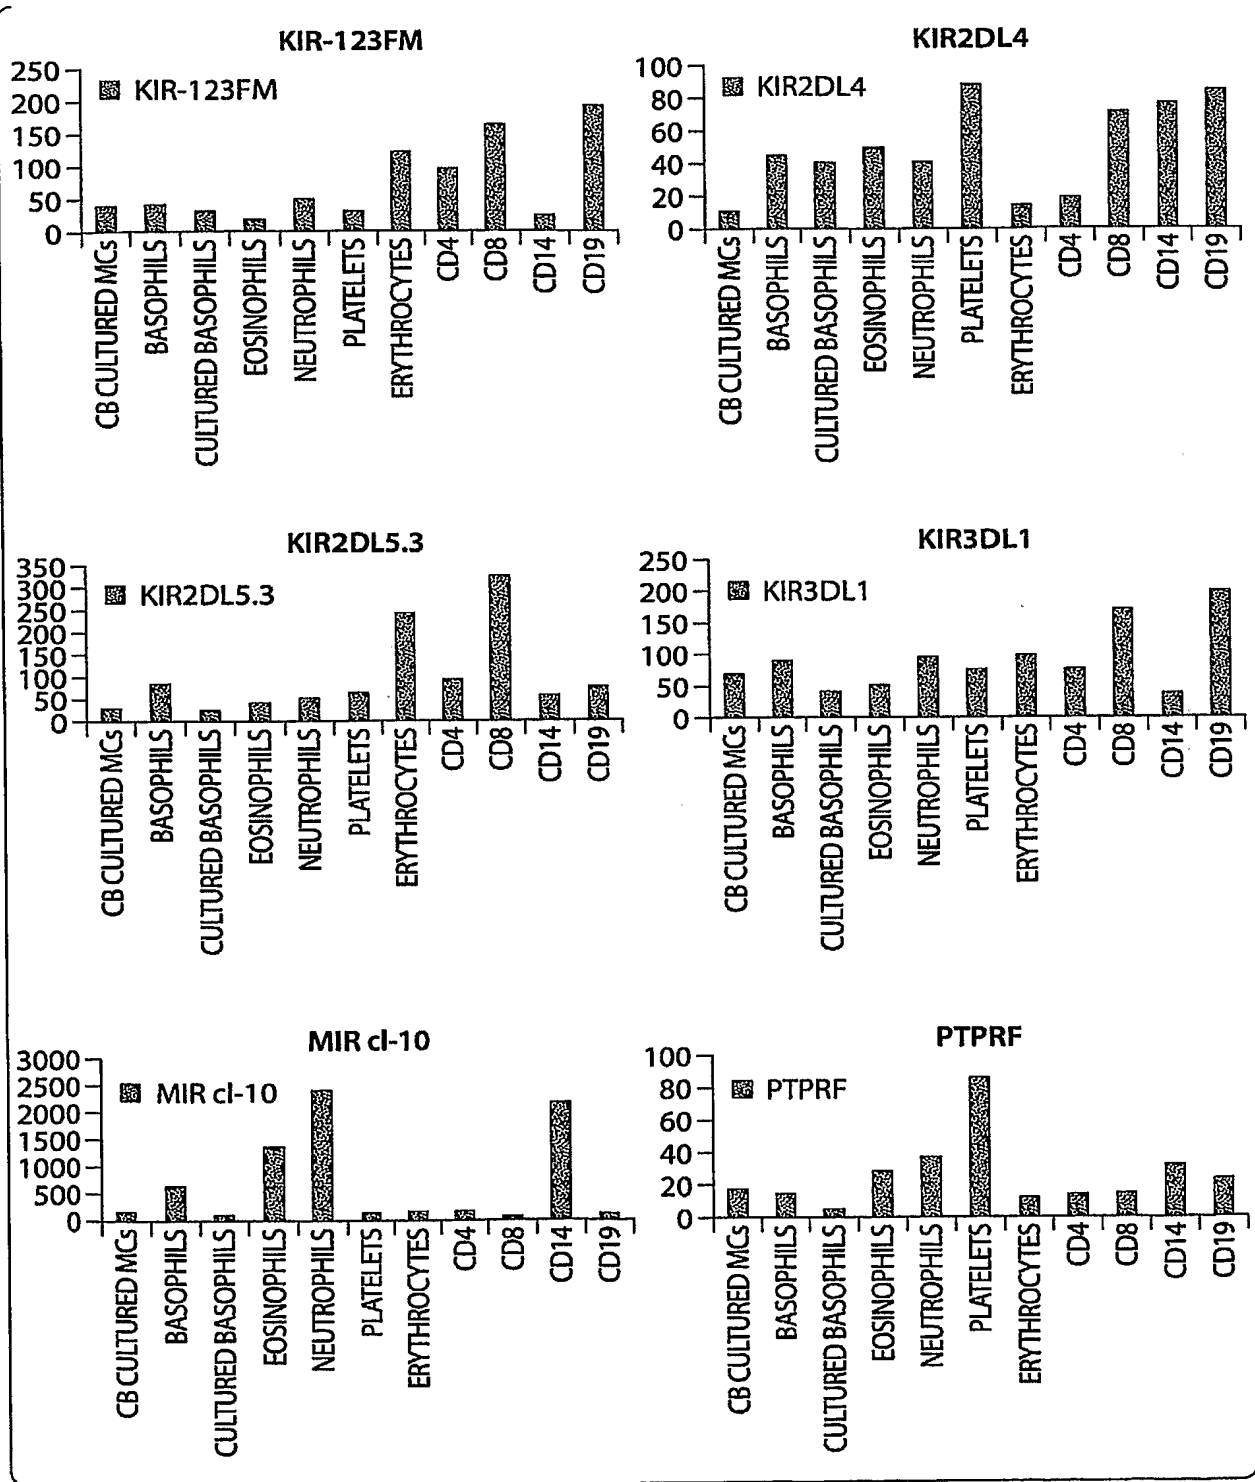 KIR-123FM
250
200
150
100
50
0
KIR-123FM
CB CULTURED MCs
BASOPHILS
CULTURED BASOPHILS
EOSINOPHILS
NEUTROPHILS
PLATELETS
ERYTHROCYTES
CD4
CD8
CD14
CD19
KIR2DL4
100
80
60
40
20
0
KIR2DL4
CB CULTURED MCs
BASOPHILS
CULTURED BASOPHILS
EOSINOPHILS
NEUTROPHILS
PLATELETS
ERYTHROCYTES
CD4
CD8
CD14
CD19
KIR2DL5.3
350
300
250
200
150
100
50
0
KIR2DL5.3
CB CULTURED MCs
BASOPHILS
CULTURED BASOPHILS
EOSINOPHILS
NEUTROPHILS
PLATELETS
ERYTHROCYTES
CD4
CD8
CD14
CD19
KIR3DL1
250
200
150
100
50
0
KIR3DL1
CB CULTURED MCs
BASOPHILS
CULTURED BASOPHILS
EOSINOPHILS
NEUTROPHILS
PLATELETS
ERYTHROCYTES
CD4
CD8
CD14
CD19
MIR cl-10
3000
2500
2000
1500
1000
500
0
MIR cl-10
CB CULTURED MCs
BASOPHILS
CULTURED BASOPHILS
EOSINOPHILS
NEUTROPHILS
PLATELETS
ERYTHROCYTES
CD4
CD8
CD14
CD19
PTPRF
100
80
60
40
20
0
PTPRF
CB CULTURED MCs
BASOPHILS
CULTURED BASOPHILS
EOSINOPHILS
NEUTROPHILS
PLATELETS
ERYTHROCYTES
CD4
CD8
CD14
CD19